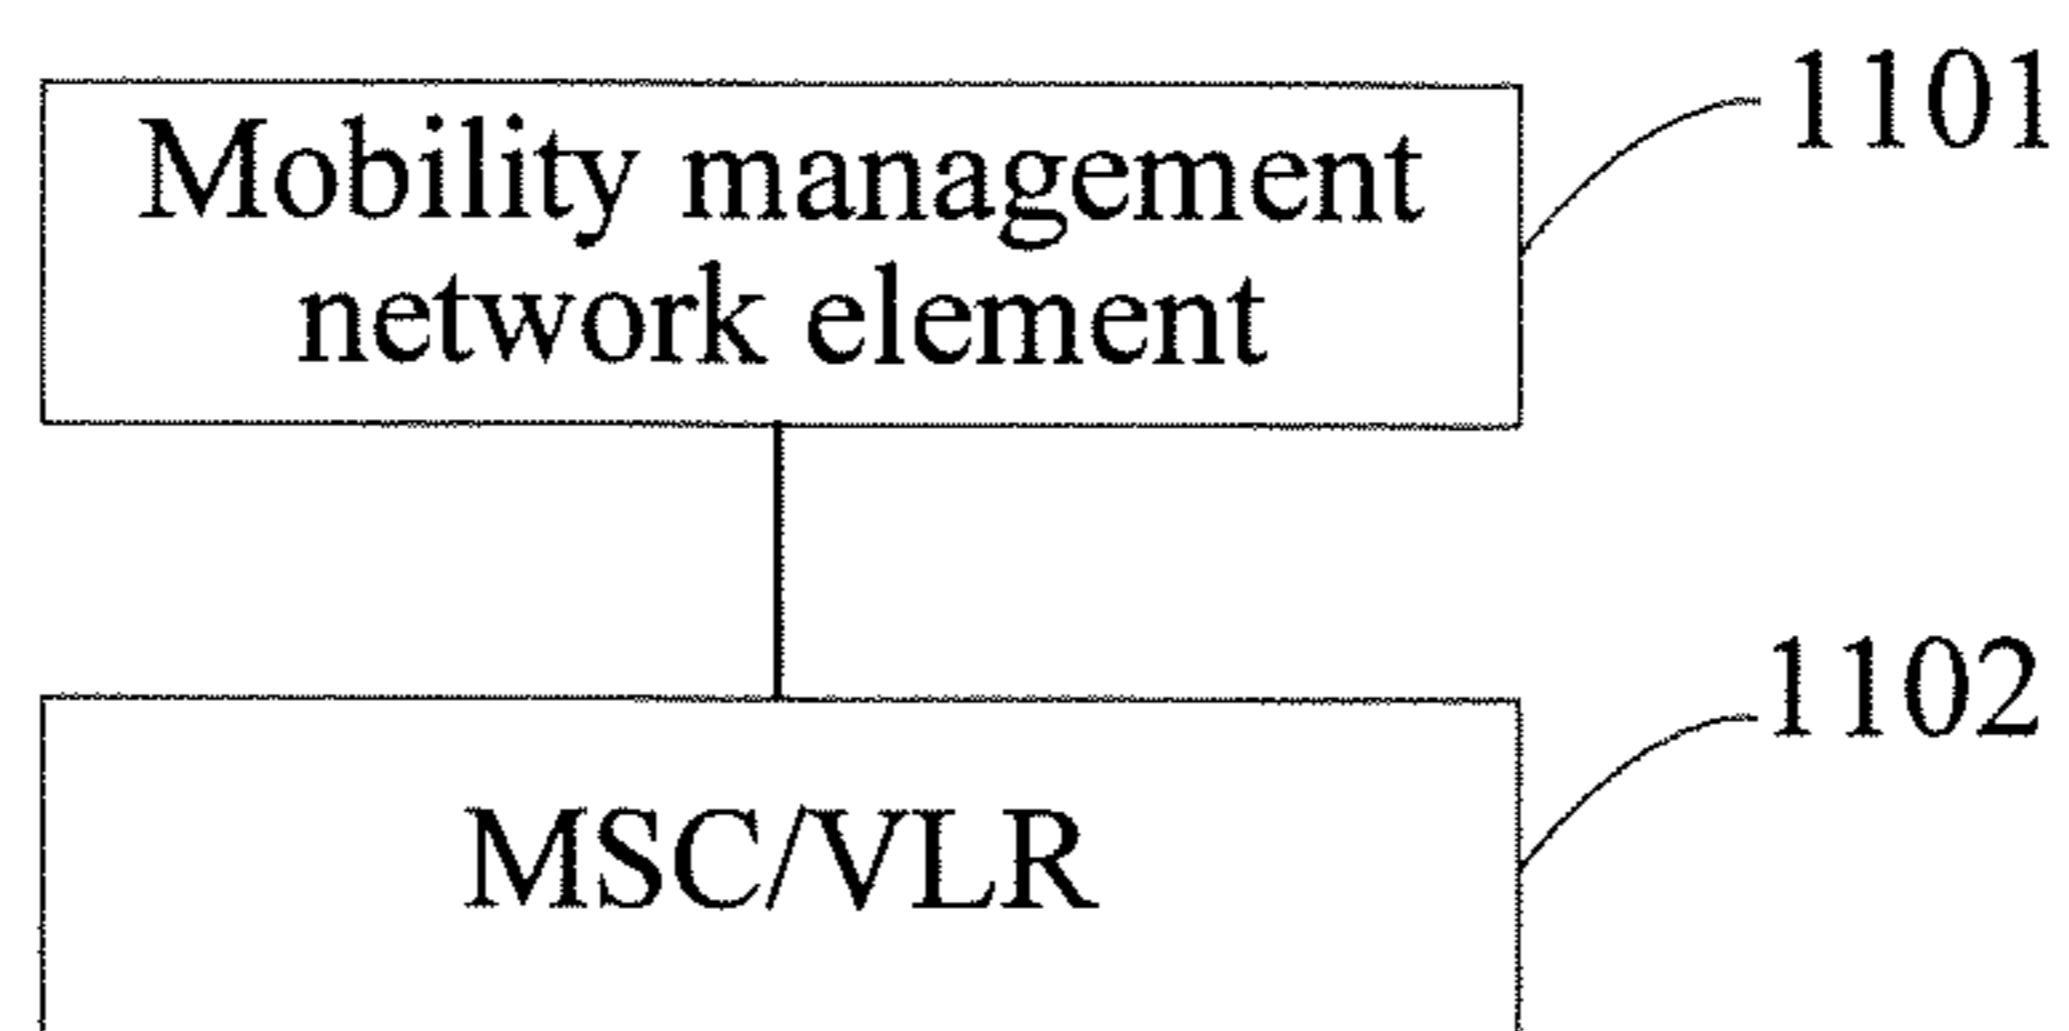 1101
Mobility management
network element
1102
MSC/VLR